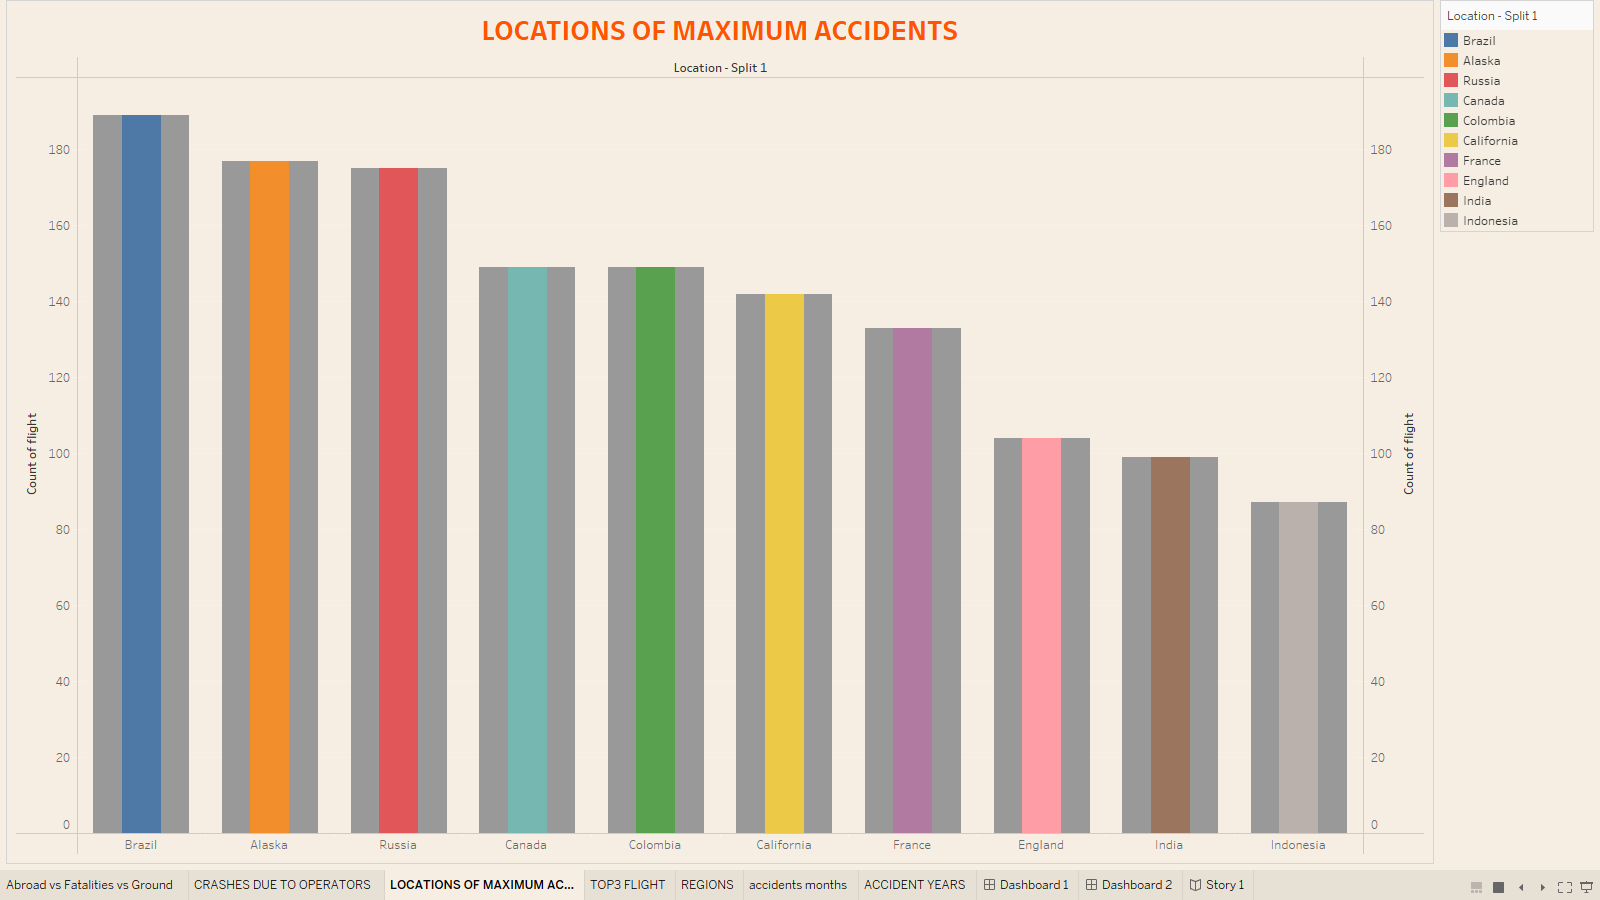 LOCATIONS OF MAXIMUM ACCIDENTS
Location - Split 1
Count of flight
180
160
140
120
100
80
60
40
20
0
180
160
140
120
100
80
60
40
20
0
Count of flight
Brazil Alaska Russia Canada Colombia California France England India Indonesia
Location - Split 1
Brazil
Alaska
Russia
Canada
Colombia
California
France
England
India
Indonesia
Abroad vs Fatalities vs Ground CRASHES DUE TO OPERATORS LOCATIONS OF MAXIMUM AC... TOP3 FLIGHT REGIONS accidents months ACCIDENT YEARS Dashboard 1 Dashboard 2 Story 1